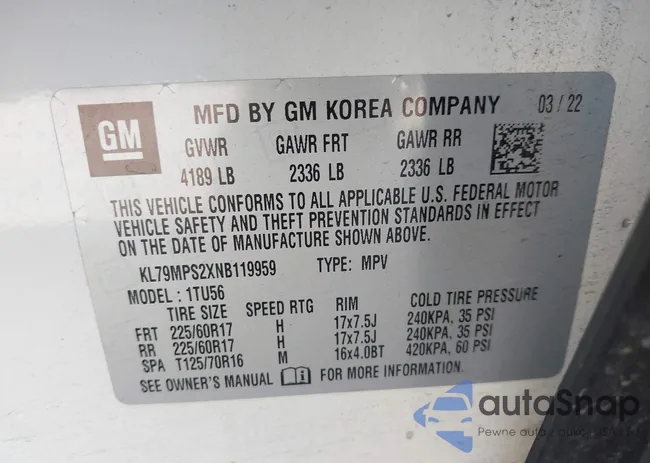 GM
MFD BY GM KOREA COMPANY 03/22
GVWR GAWR FRT GAWR RR
4189 LB 2336 LB 2336 LB
THIS VEHICLE CONFORMS TO ALL APPLICABLE U.S. FEDERAL MOTOR
VEHICLE SAFETY AND THEFT PREVENTION STANDARDS IN EFFECT
ON THE DATE OF MANUFACTURE SHOWN ABOVE.
KL79MPS2XNB119959 TYPE: MPV
MODEL: 1TU56
TIRE SIZE SPEED RTG RIM COLD TIRE PRESSURE
FRT 225/60R17 H 17x7.5J 240KPA, 35 PSI
RR 225/60R17 H 17x7.5J 240KPA, 35 PSI
SPA T125/70R16 M 16x4.0BT 420KPA, 60 PSI
SEE OWNER'S MANUAL i FOR MORE INFORMATION.
autoSnap
Pewne auta z aukcji USA